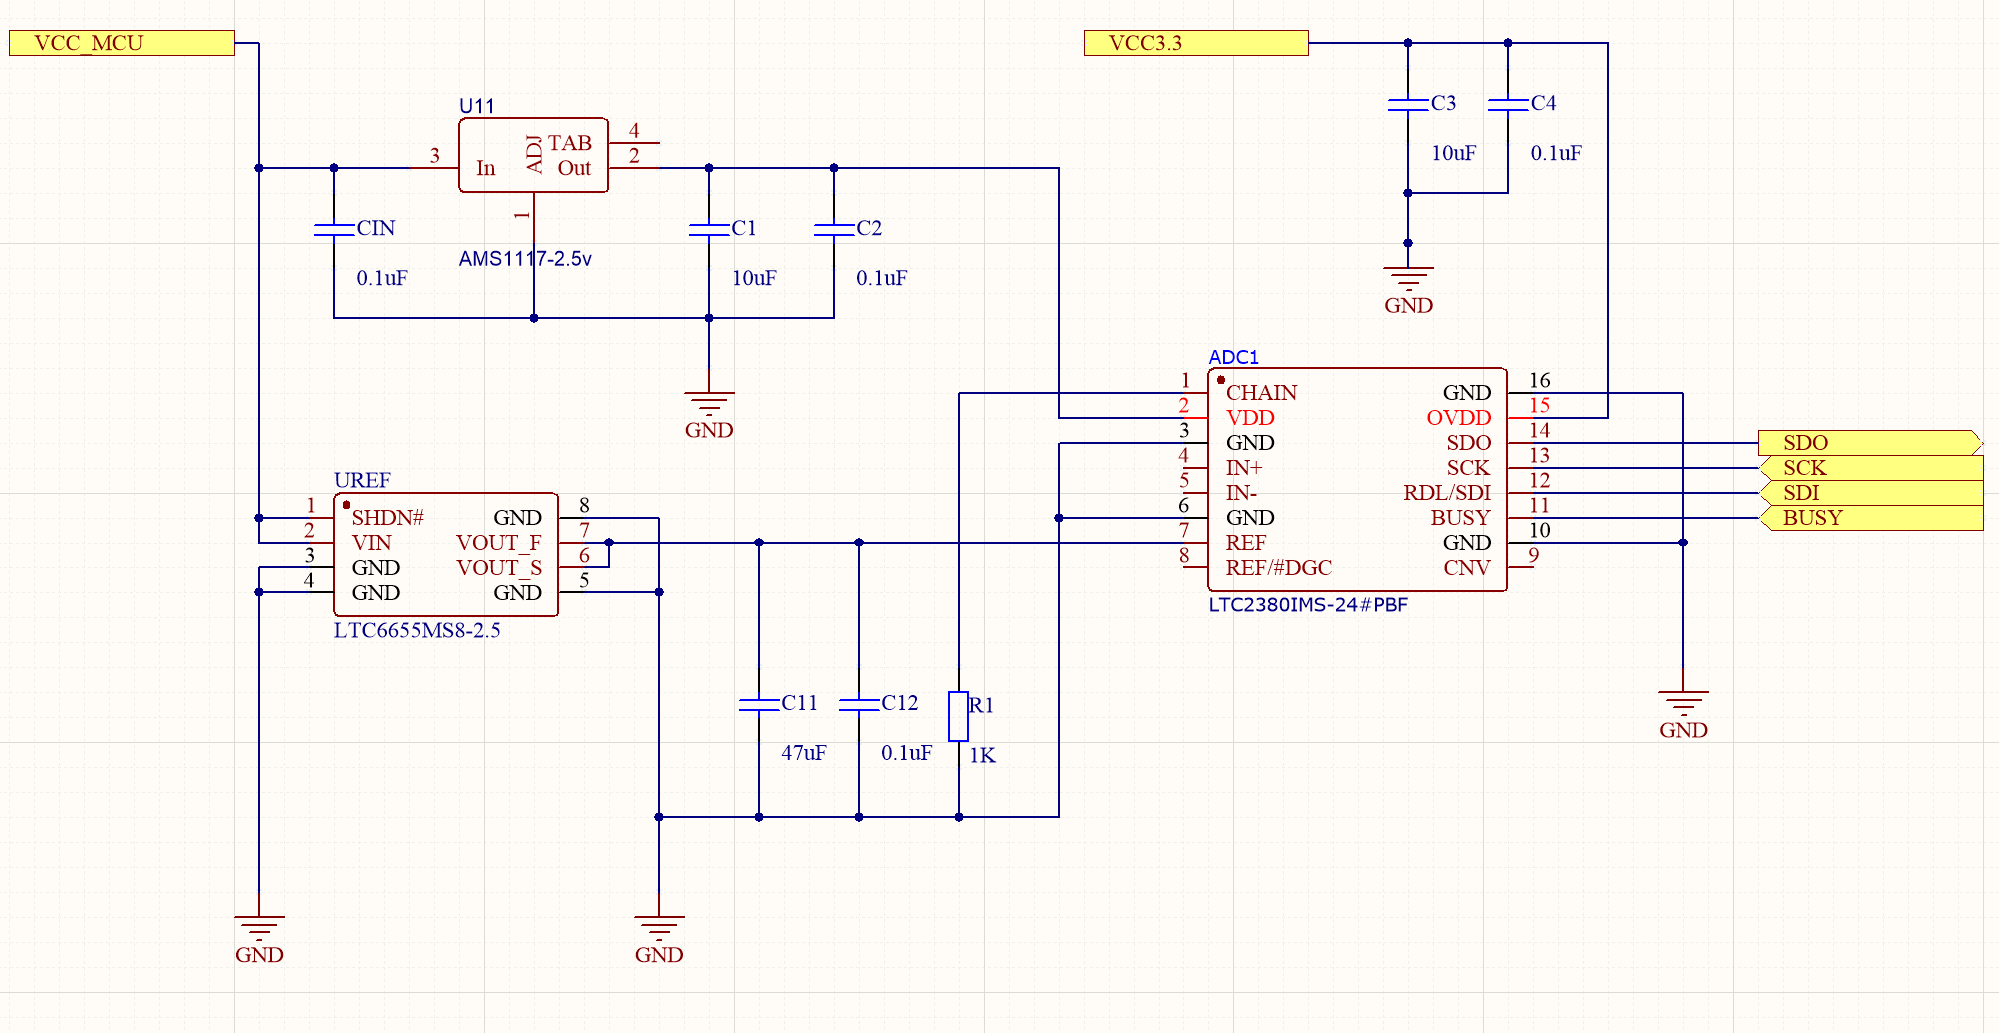 VCC_MCU
VCC3.3
U11
3
In
ADJ
TAB
4
Out
2
1
AMS1117-2.5v
CIN
0.1uF
C1
10uF
C2
0.1uF
GND
C3
10uF
C4
0.1uF
GND
UREF
1
SHDN#
GND
8
2
VIN
VOUT_F
7
3
GND
VOUT_S
6
4
GND
GND
5
LTC6655MS8-2.5
C11
47uF
C12
0.1uF
R1
1K
GND
GND
ADC1
1
CHAIN
GND
16
2
VDD
OVDD
15
3
GND
SDO
14
4
IN+
SCK
13
5
IN-
RDL/SDI
12
6
GND
BUSY
11
7
REF
GND
10
8
REF/#DGC
CNV
9
LTC2380IMS-24#PBF
SDO
SCK
SDI
BUSY
GND